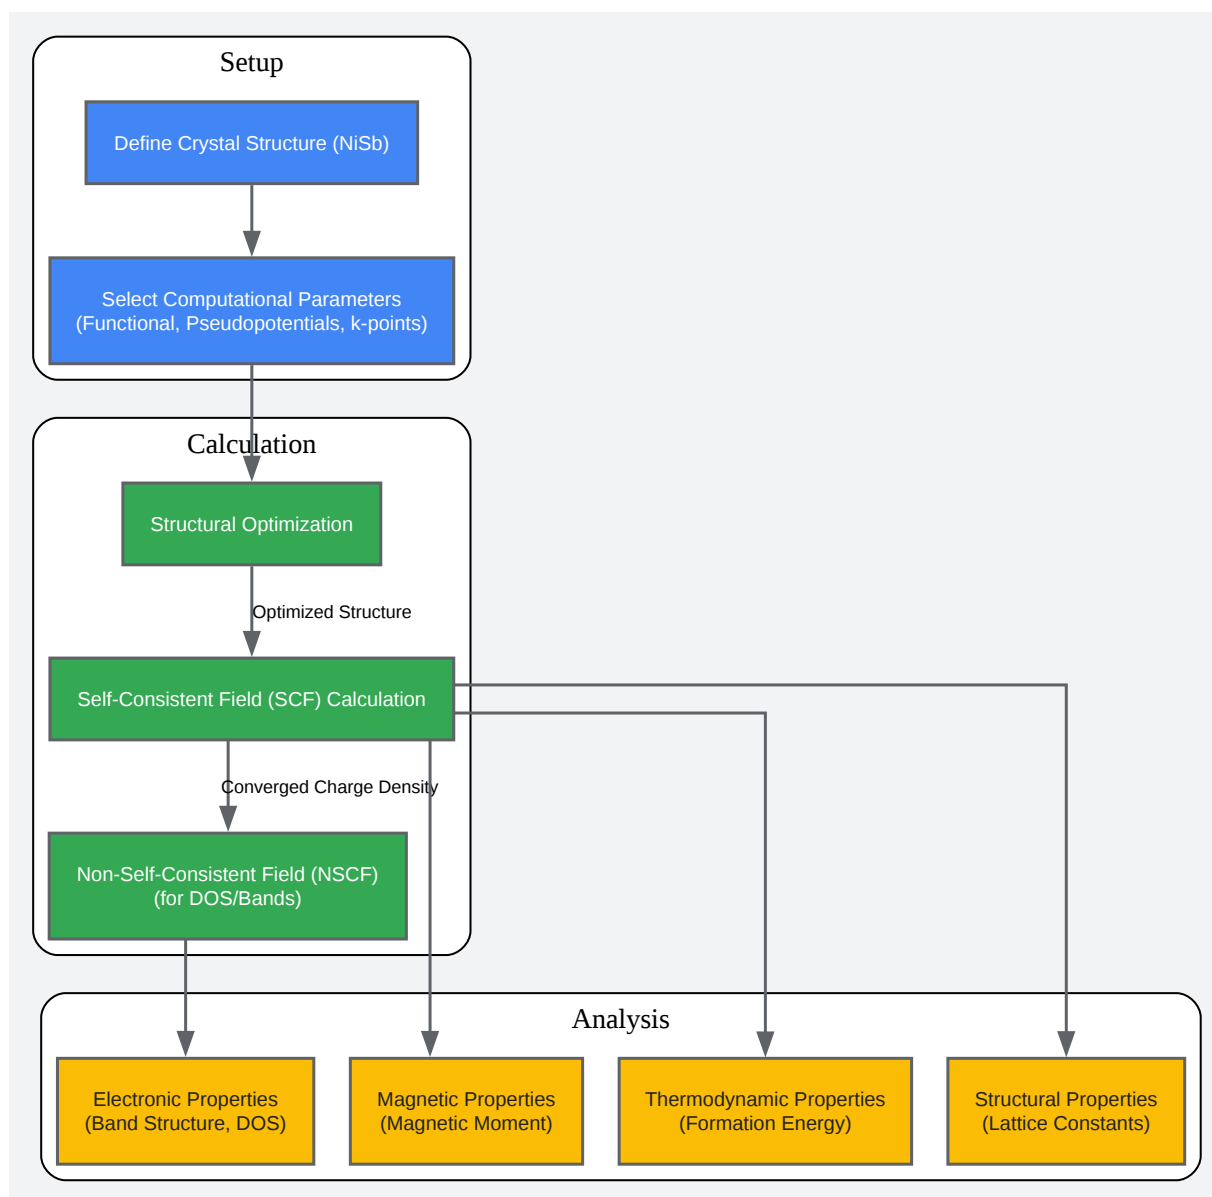 Setup
Define Crystal Structure (NiSb)
Select Computational Parameters
(Functional, Pseudopotentials, k-points)
Calculation
Structural Optimization
Optimized Structure
Self-Consistent Field (SCF) Calculation
Converged Charge Density
Non-Self-Consistent Field (NSCF)
(for DOS/Bands)
Analysis
Electronic Properties
(Band Structure, DOS)
Magnetic Properties
(Magnetic Moment)
Thermodynamic Properties
(Formation Energy)
Structural Properties
(Lattice Constants)